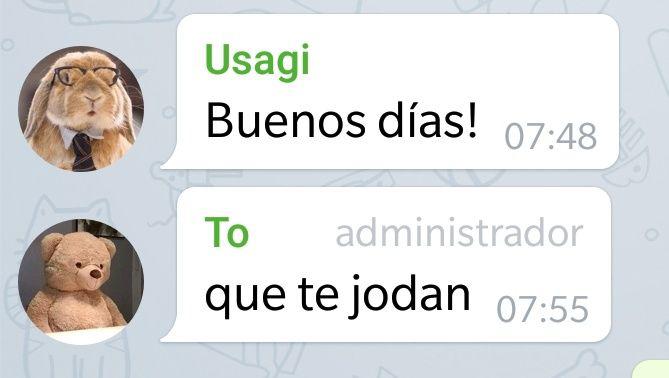 Usagi
Buenos días!
07:48
To administrador
que te jodan
07:55